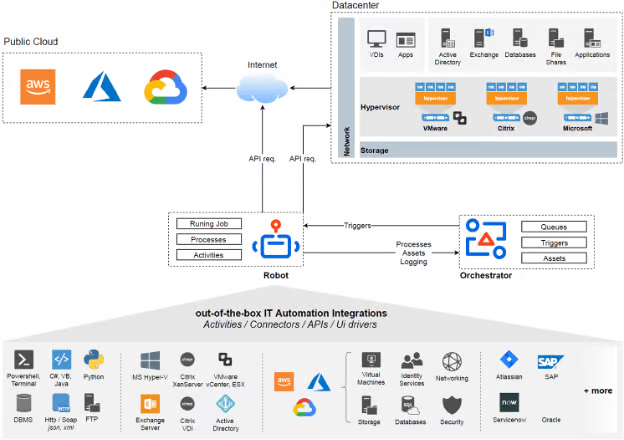 Datacenter
Public Cloud
aws
Internet
Network
VDIs
Apps
Active
Directory
Exchange
Databases
File
Shares
Applications
Hypervisor
VM VM VM VM
hypervisor
VMware
VM VM VM VM
hypervisor
Citrix
citrix
VM VM VM VM
hypervisor
Microsoft
Storage
API req.
API req.
Runing Job
Processes
Activities
Robot
Triggers
Processes
Assets
Logging
Orchestrator
Queues
Triggers
Assets
out-of-the-box IT Automation Integrations
Activities / Connectors / APIs / Ui drivers
Powershell,
Terminal
C#, VB,
Java
Python
DBMS
HTTP
Http / Soap
json, xml
FTP
MS Hyper-V
citrix
Citrix
XenServer
VMware
vCenter, ESX
Exchange
Server
citrix
Citrix
VDI
Active
Directory
aws
Virtual
Machines
Identity
Services
Networking
Storage
Databases
Security
Atlassian
SAP
SAP
now
Servicenow
Oracle
+ more